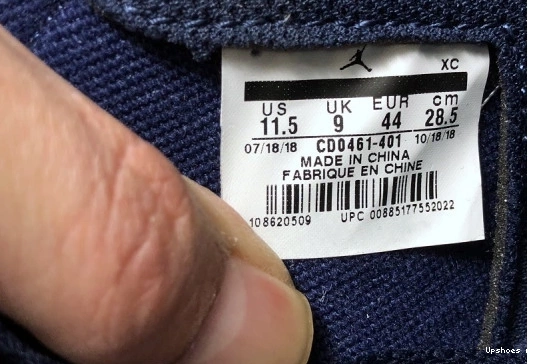 XC
US UK EUR cm
11.5 9 44 28.5
07/18/18 CD0461-401 10/18/18
MADE IN CHINA
FABRIQUE EN CHINE
108620509 UPC 00885177552022
Upshoes